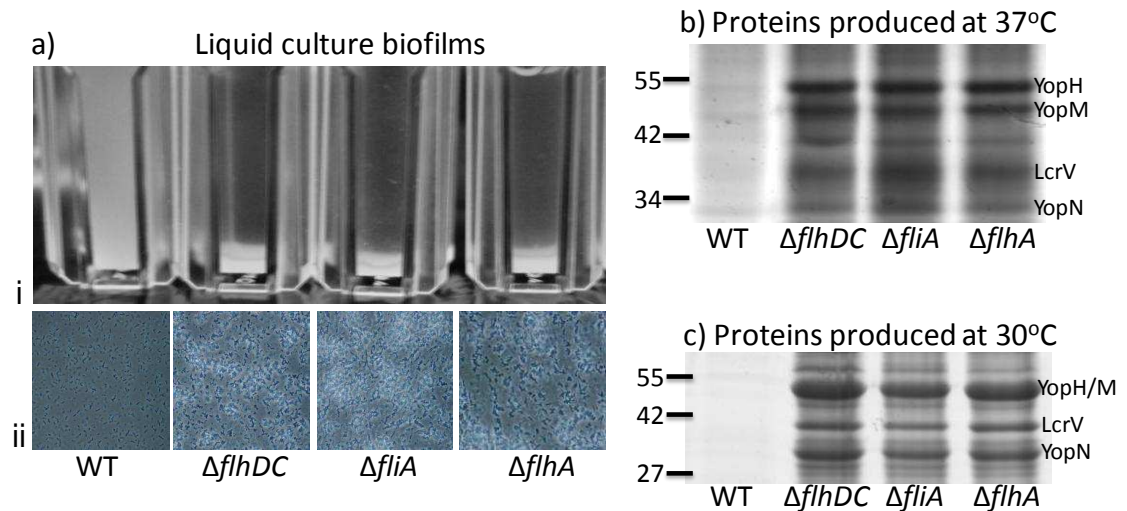 a)
Liquid culture biofilms
i
ii
WT ΔflhDC ΔfliA ΔflhA
b) Proteins produced at 37°C
55
42
34
YopH
YopM
LcrV
YopN
WT ΔflhDC ΔfliA ΔflhA
c) Proteins produced at 30°C
55
42
27
YopH/M
LcrV
YopN
WT ΔflhDC ΔfliA ΔflhA